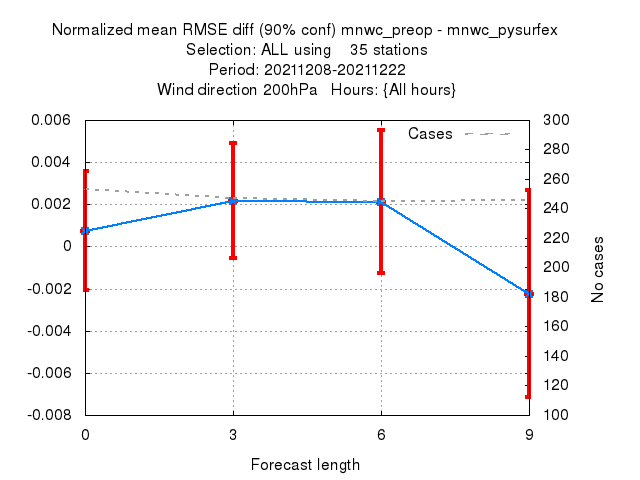 Normalized mean RMSE diff (90% conf) mnwc_preop - mnwc_pysurfex
Selection: ALL using 35 stations
Period: 20211208-20211222
Wind direction 200hPa Hours: {All hours}
0.006
0.004
0.002
0
-0.002
-0.004
-0.006
-0.008
Cases
300
280
260
240
220
200
180
160
140
120
100
No cases
0 3 6 9
Forecast length